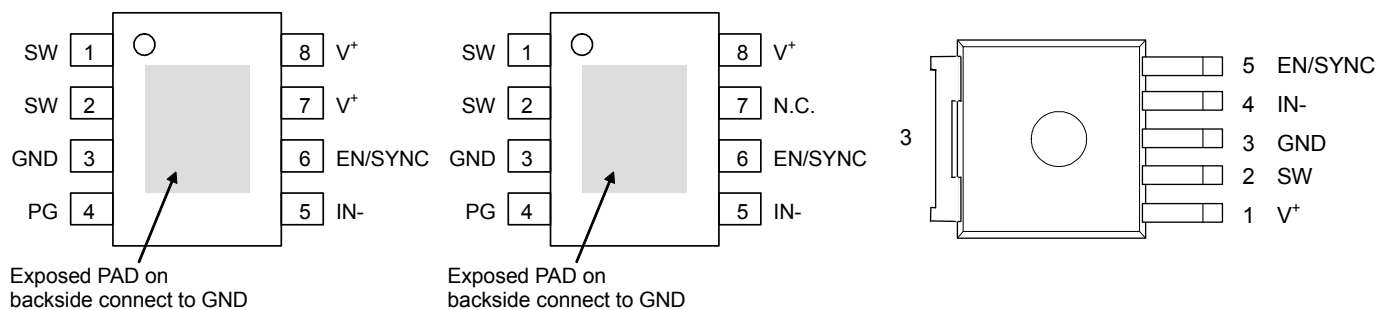 SW 1 8 V+
SW 2 7 V+
GND 3 6 EN/SYNC
PG 4 5 IN-
Exposed PAD on
backside connect to GND
SW 1 8 V+
SW 2 7 N.C.
GND 3 6 EN/SYNC
PG 4 5 IN-
Exposed PAD on
backside connect to GND
3
5 EN/SYNC
4 IN-
3 GND
2 SW
1 V+